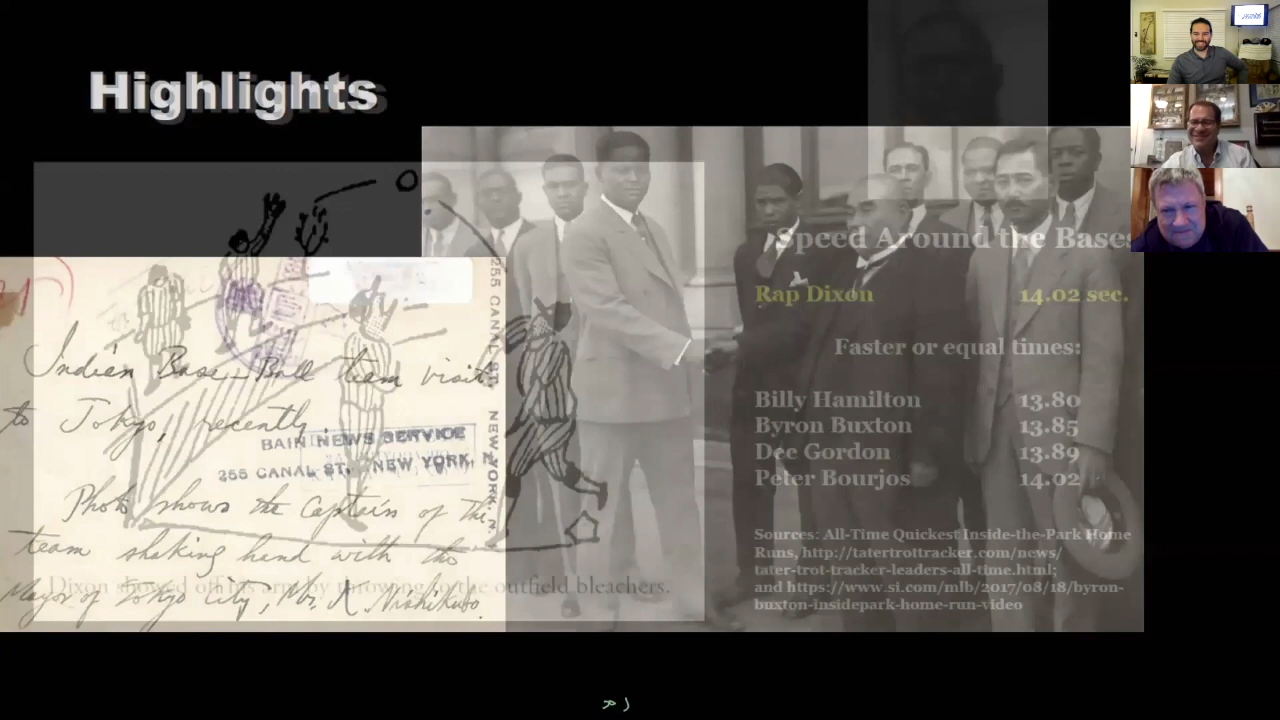 Highlights
Speed Around the Bases
Rap Dixon 14.02 sec.
Faster or equal times:
Billy Hamilton 13.80
Byron Buxton 13.85
Dee Gordon 13.89
Peter Bourjos 14.02
Sources: All-Time Quickest Inside-the-Park Home
Runs, http://tatertrottracker.com/news/
tater-trot-tracker-leaders-all-time.html;
and https://www.si.com/mlb/2017/08/18/byron-
buxton-insidepark-home-run-video
Indian Base Ball team visit
to Tokyo, recently
BAIN NEWS SERVICE
255 CANAL ST., NEW YORK, N.
Photo shows the Captains of the
team shaking hand with the
Mayor of Tokyo City, Mr.
255 CANAL ST. NEW YORK, N.
Dixon showed off his arm by throwing to the outfield bleachers.